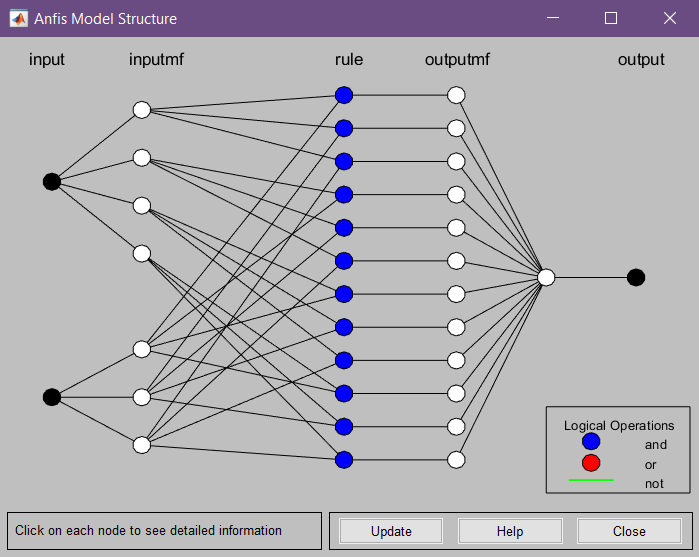 Anfis Model Structure
input inputmf rule outputmf output
Logical Operations
and
or
not
Click on each node to see detailed information
Update Help Close